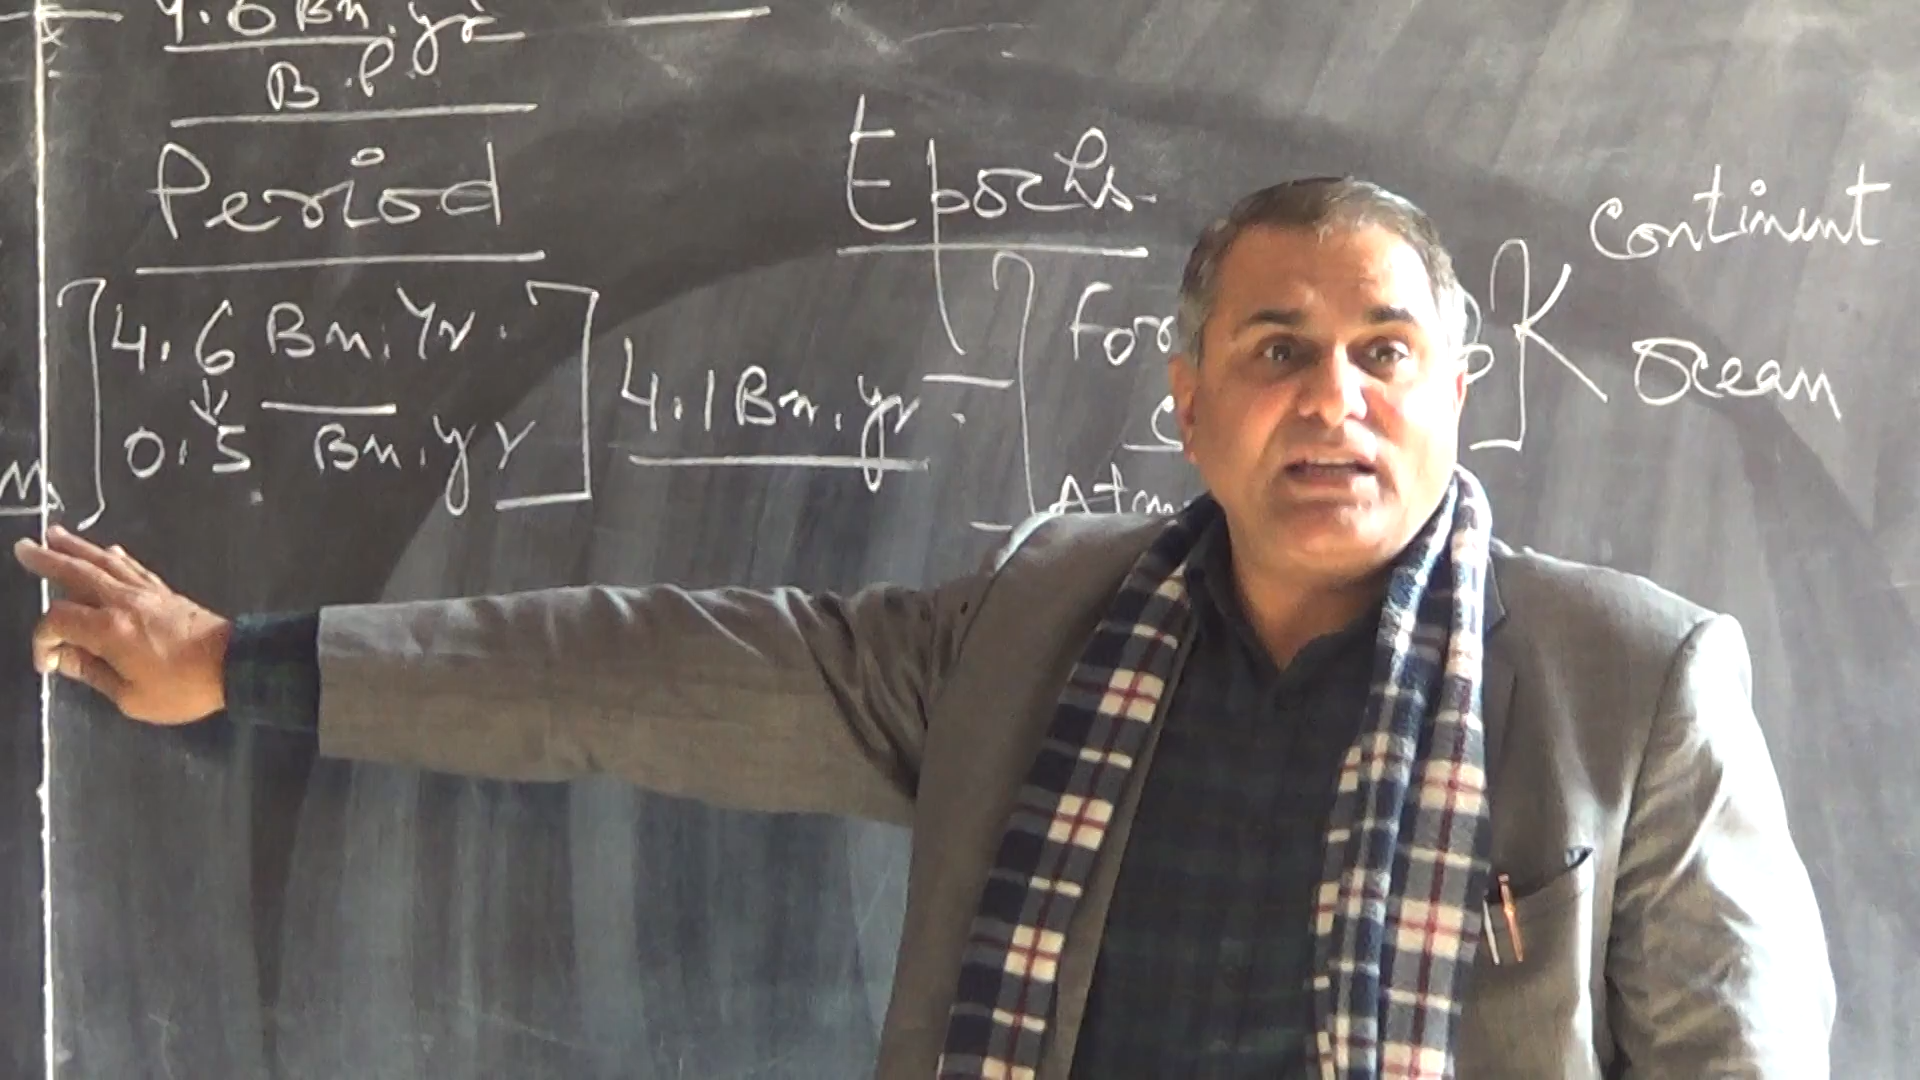 4.6 Bn. yr
B.P.
Period
Epochs
4.6 Bn. Yr.
0.5 Bn. yr
4.1 Bn. yr.
For
Atm
Continent
Ocean